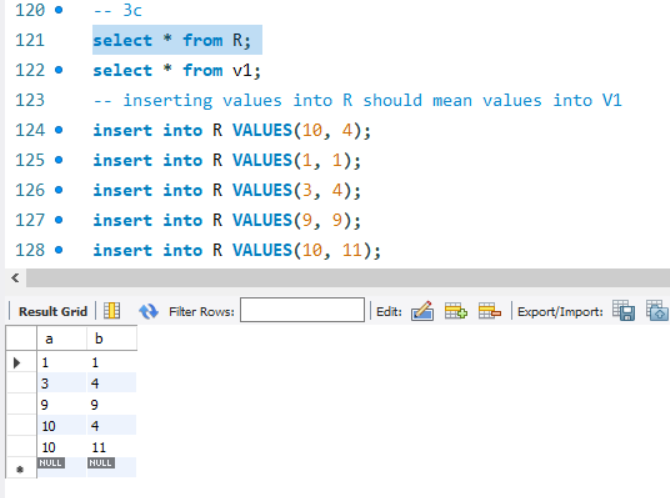 120 -- 3c
121 select * from R;
122 select * from v1;
123 -- inserting values into R should mean values into V1
124 insert into R VALUES(10, 4);
125 insert into R VALUES(1, 1);
126 insert into R VALUES(3, 4);
127 insert into R VALUES(9, 9);
128 insert into R VALUES(10, 11);
Result Grid Filter Rows: Edit: Export/Import:
a b
1 1
3 4
9 9
10 4
10 11
NULL NULL